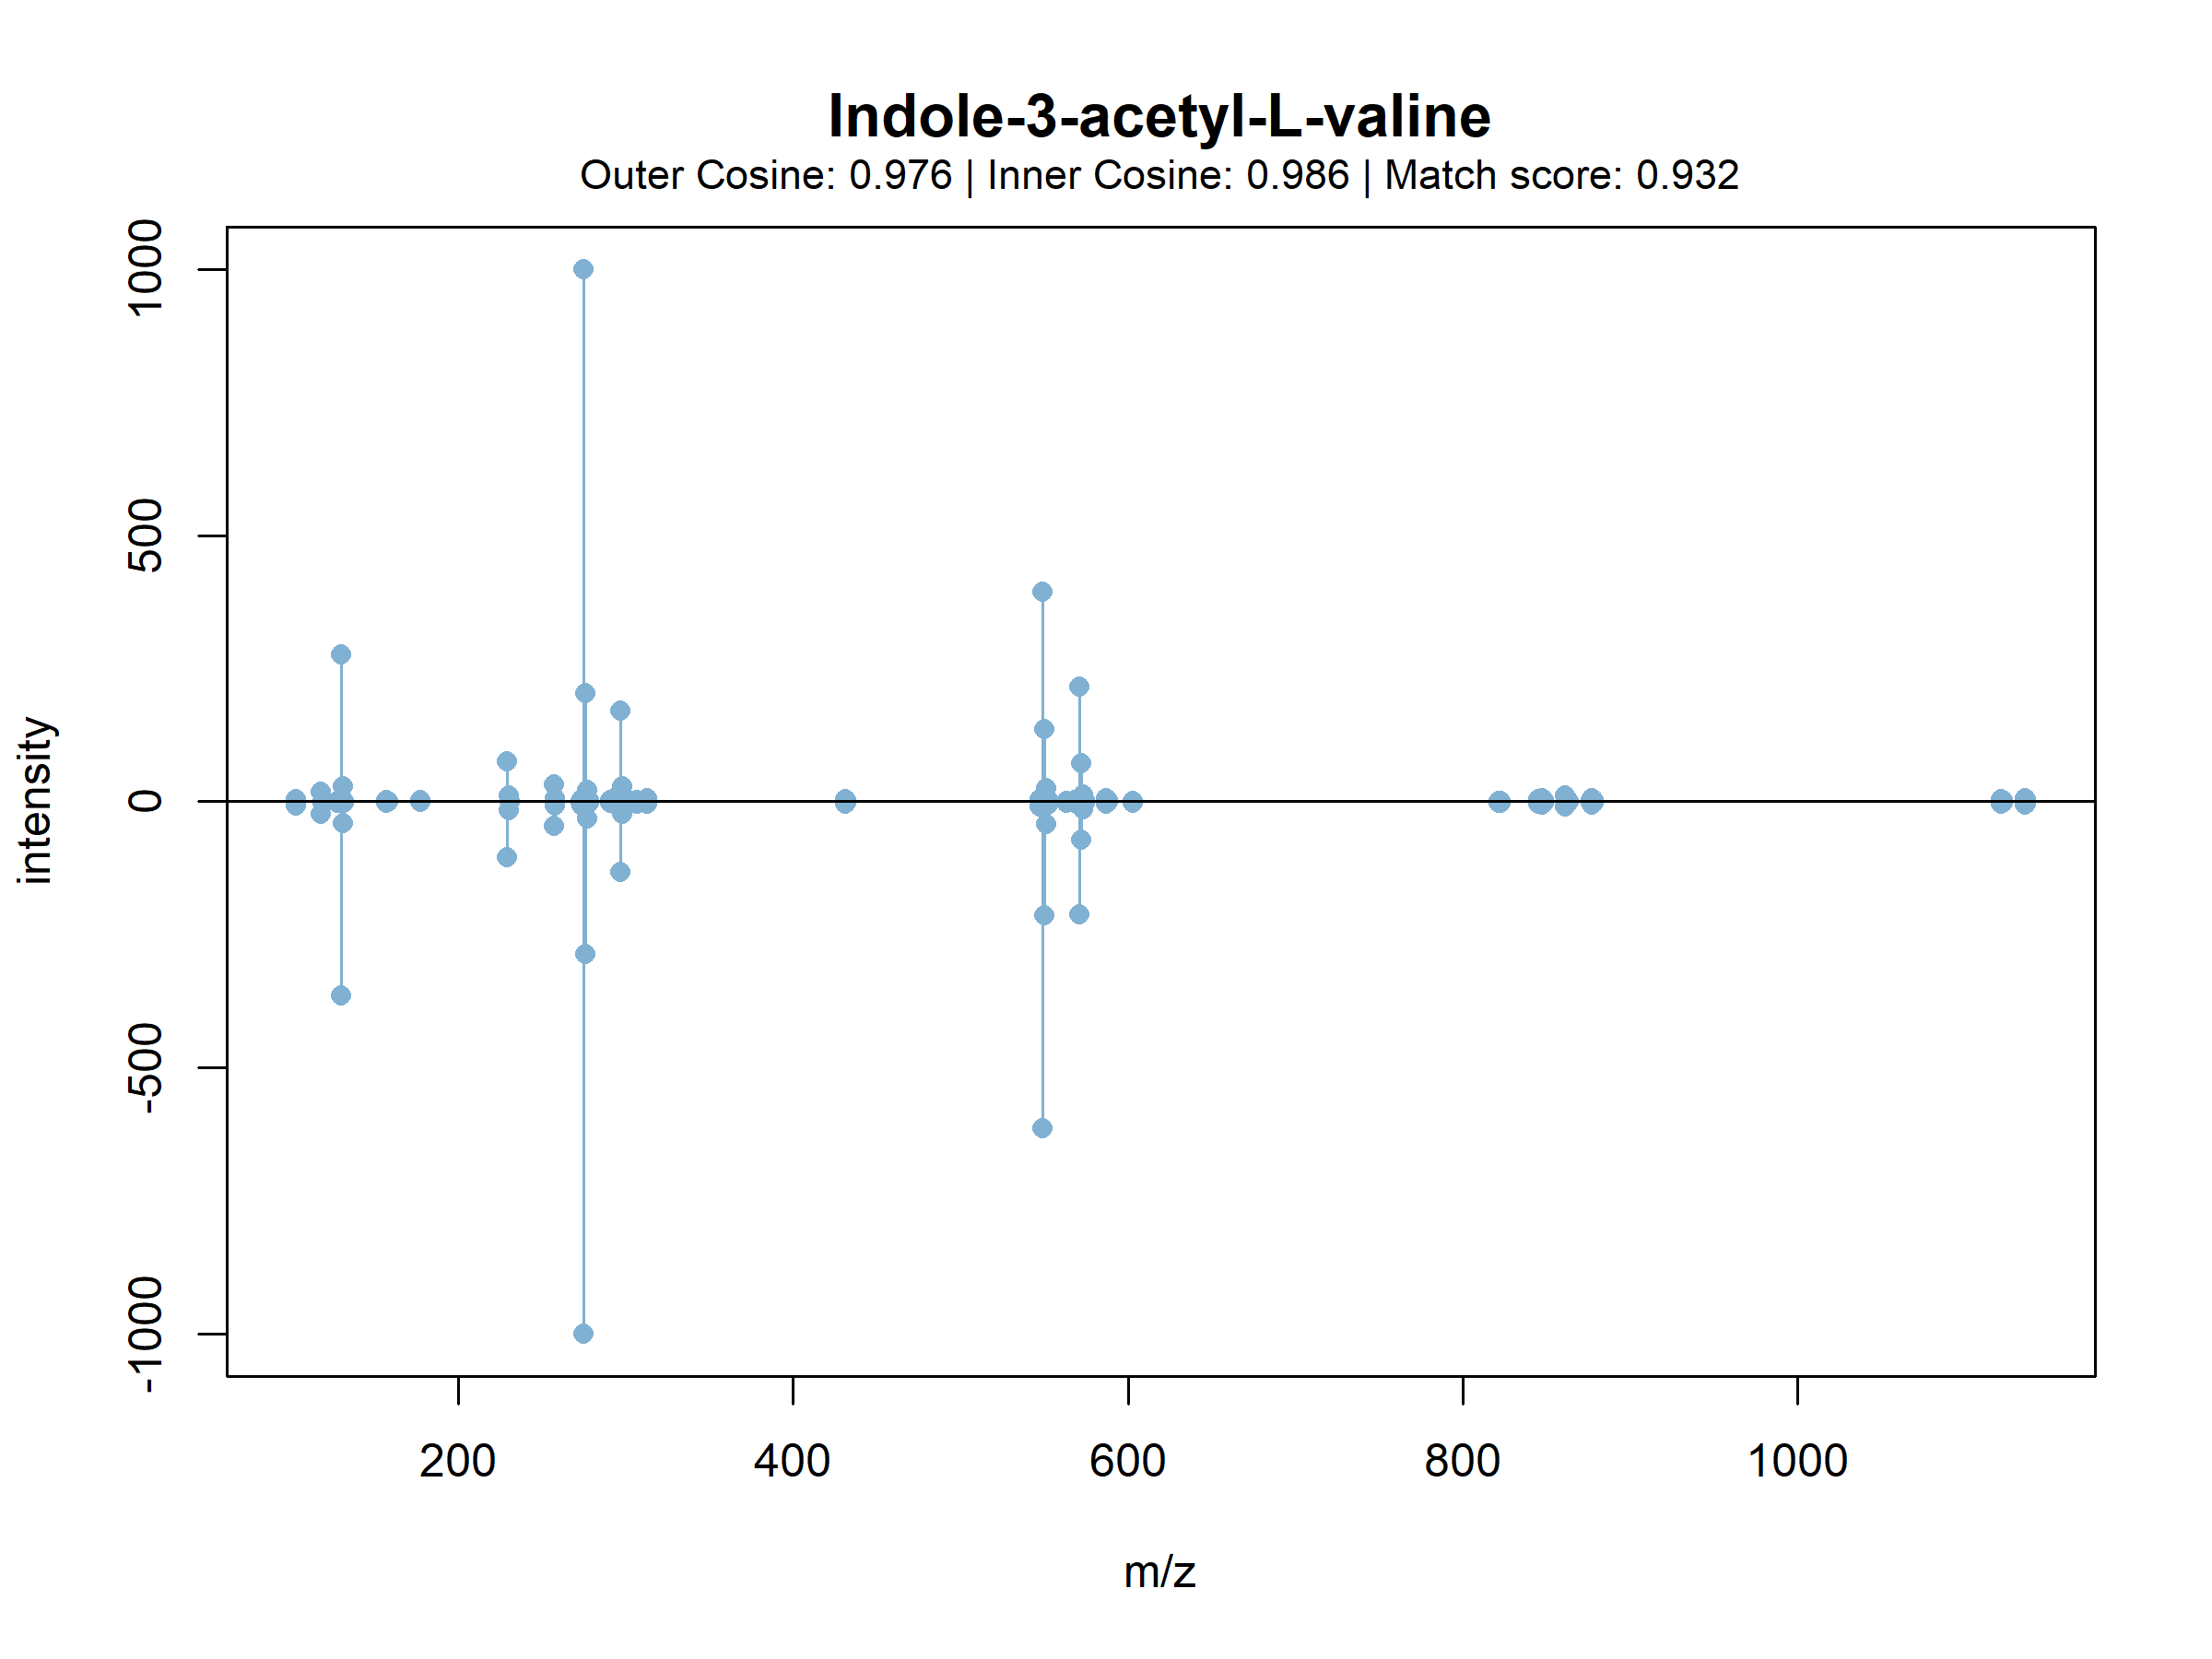 Indole-3-acetyl-L-valine
Outer Cosine: 0.976 | Inner Cosine: 0.986 | Match score: 0.932
1000
500
0
-500
-1000
intensity
200 400 600 800 1000
m/z